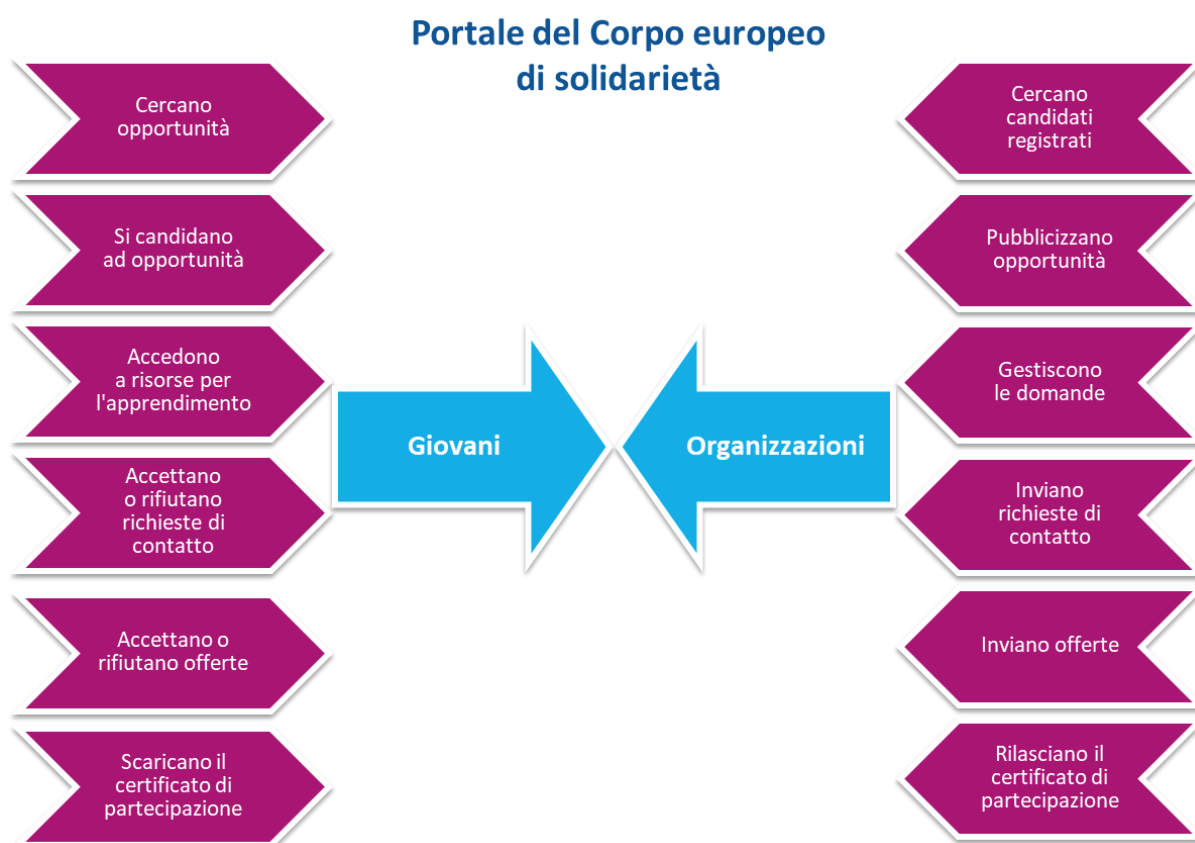 Portale del Corpo europeo
di solidarietà
Cercano
opportunità
Si candidano
ad opportunità
Accedono
a risorse per
l'apprendimento
Accettano
o rifiutano
richieste di
contatto
Accettano o
rifiutano offerte
Scaricano il
certificato di
partecipazione
Giovani
Organizzazioni
Cercano
candidati
registrati
Pubblicizzano
opportunità
Gestiscono
le domande
Inviano
richieste di
contatto
Inviano offerte
Rilasciano il
certificato di
partecipazione